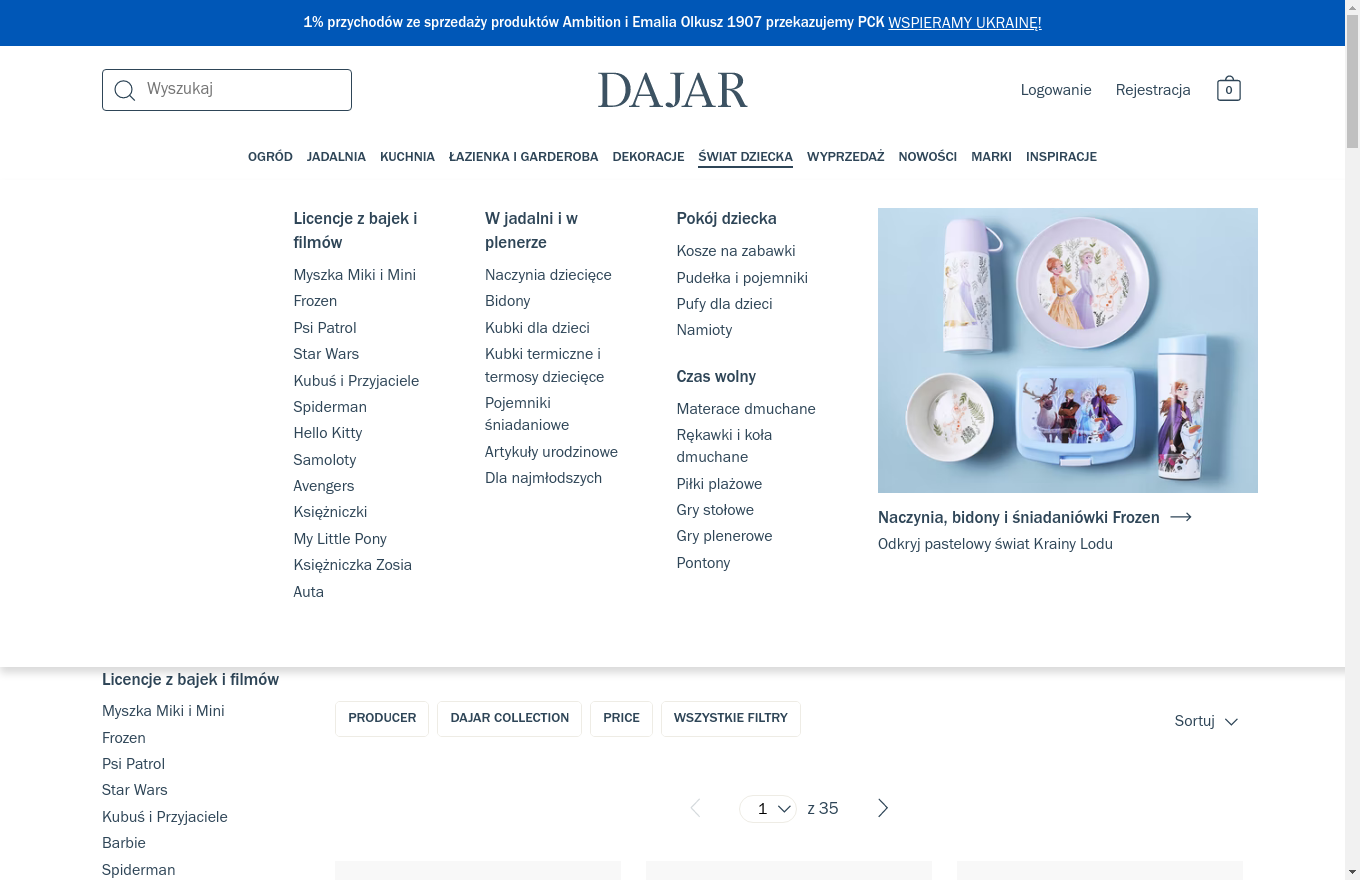 1% przychodów ze sprzedaży produktów Ambition i Emalia Olkusz 1907 przekazujemy PCK WSPIERAMY UKRAINĘ!
Wyszukaj
DAJAR
Logowanie
Rejestracja
0
OGRÓD JADALNIA KUCHNIA ŁAZIENKA I GARDEROBA DEKORACJE ŚWIAT DZIECKA WYPRZEDAŻ NOWOŚCI MARKI INSPIRACJE
Licencje z bajek i
filmów
Myszka Miki i Mini
Frozen
Psi Patrol
Star Wars
Kubuś i Przyjaciele
Spiderman
Hello Kitty
Samoloty
Avengers
Księżniczki
My Little Pony
Księżniczka Zosia
Auta
W jadalni i w
plenerze
Naczynia dziecięce
Bidony
Kubki dla dzieci
Kubki termiczne i
termosy dziecięce
Pojemniki
śniadaniowe
Artykuły urodzinowe
Dla najmłodszych
Pokój dziecka
Kosze na zabawki
Pudełka i pojemniki
Pufy dla dzieci
Namioty
Czas wolny
Materace dmuchane
Rękawki i koła
dmuchane
Piłki plażowe
Gry stołowe
Gry plenerowe
Pontony
Naczynia, bidony i śniadaniówki Frozen
Odkryj pastelowy świat Krainy Lodu
Licencje z bajek i filmów
Myszka Miki i Mini
Frozen
Psi Patrol
Star Wars
Kubuś i Przyjaciele
Barbie
Spiderman
PRODUCER
DAJAR COLLECTION
PRICE
WSZYSTKIE FILTRY
Sortuj
1 z 35